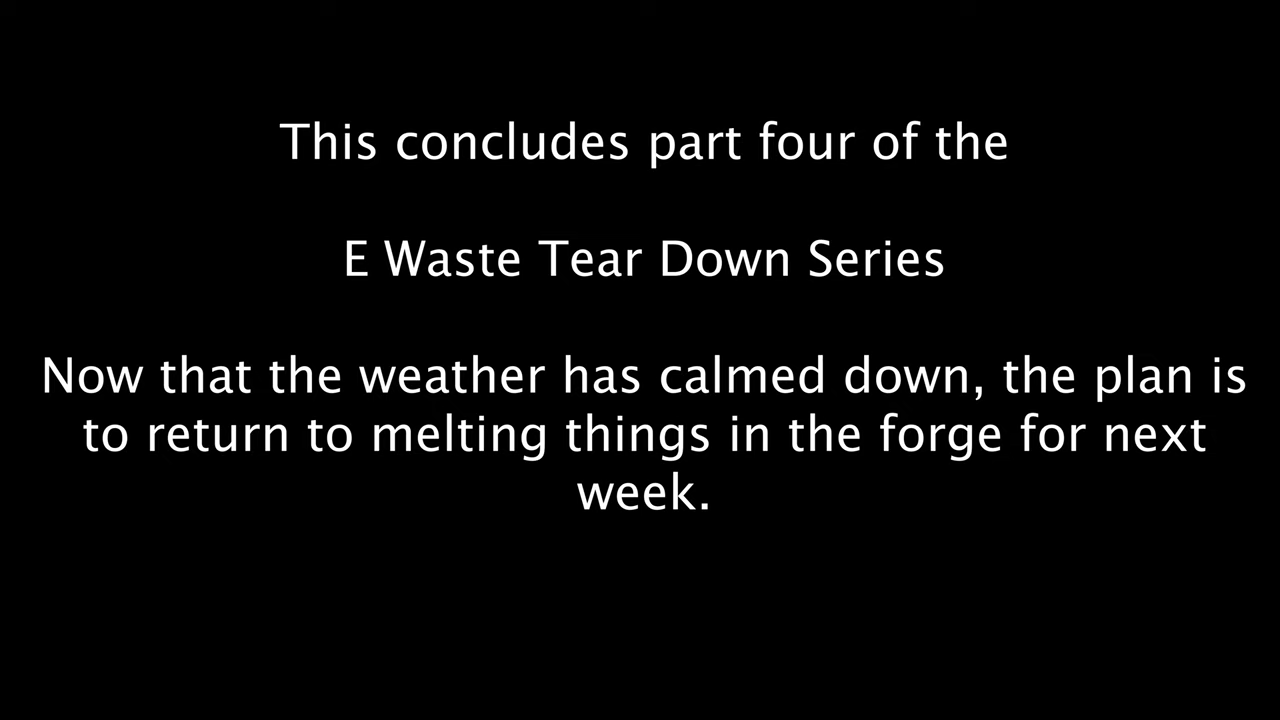 This concludes part four of the
E Waste Tear Down Series
Now that the weather has calmed down, the plan is
to return to melting things in the forge for next
week.